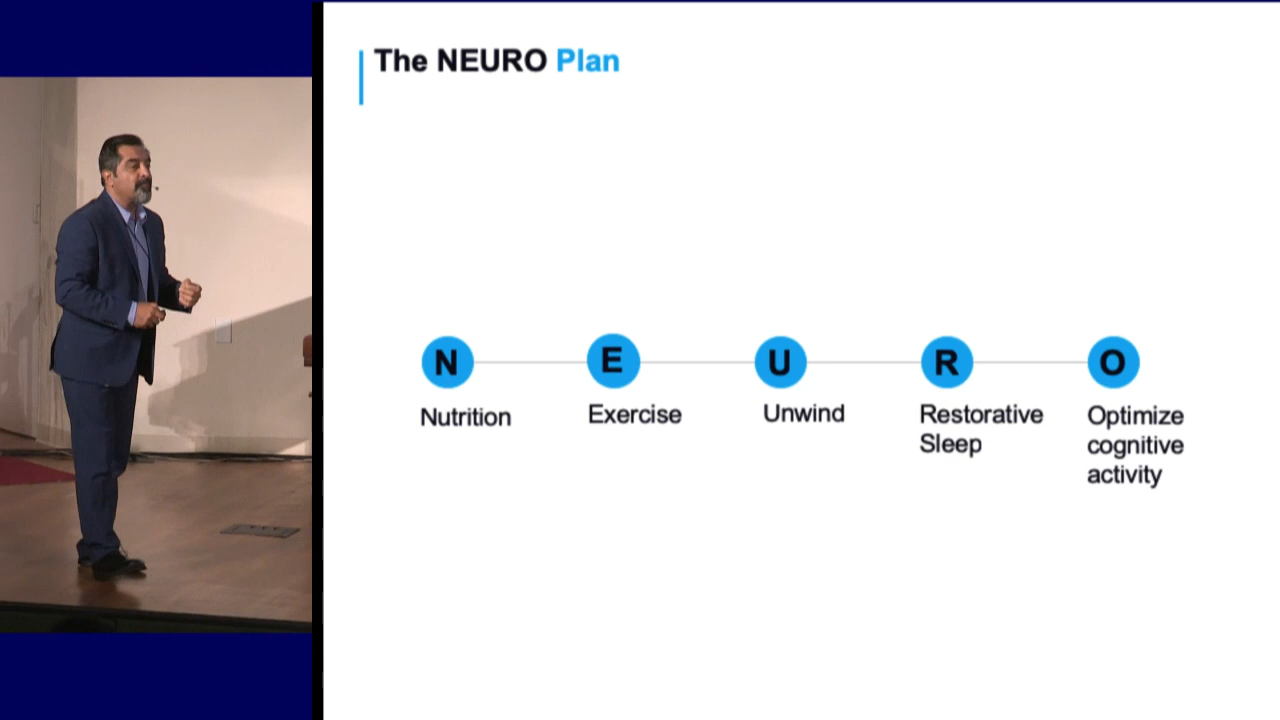 The NEURO Plan
N E U R O
Nutrition Exercise Unwind Restorative Sleep Optimize cognitive activity